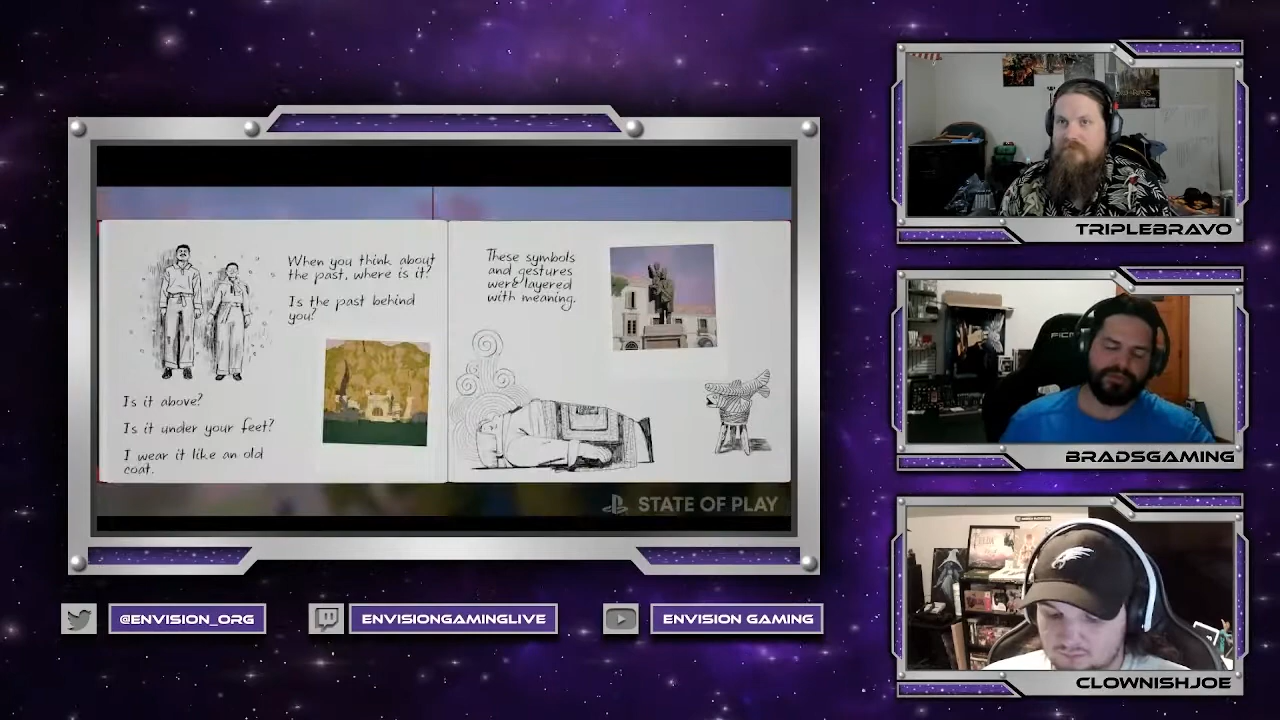 When you think about
the past, where is it?
Is the past behind
you?
Is it above?
Is it under your feet?
I wear it like an old
coat.
These symbols
and gestures
were layered
with meaning.
STATE OF PLAY
TRIPLEBRAVO
BRADSGAMING
CLOWNISHJOE
@ENVISION_ORG
ENVISIONGAMINGLIVE
ENVISION GAMING